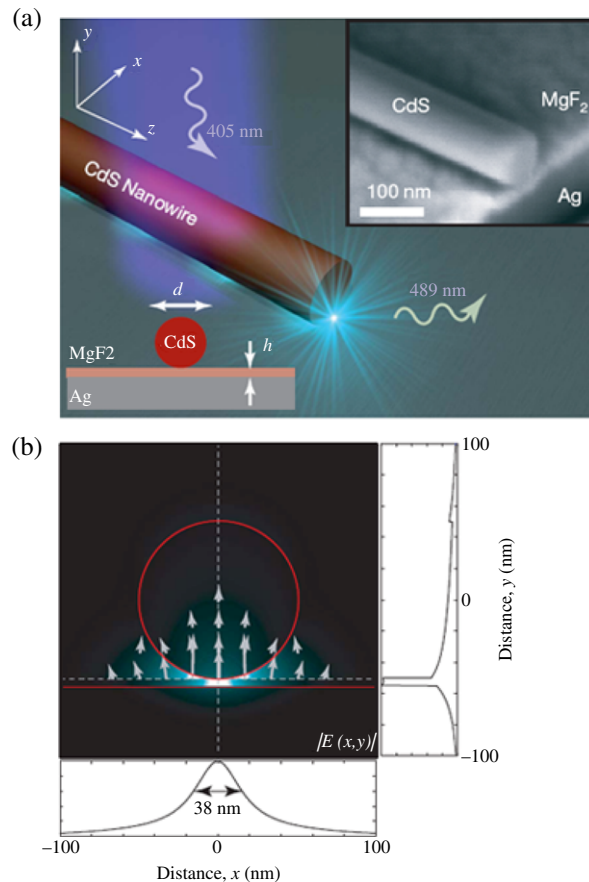 (a)
y
x
z
405 nm
CdS Nanowire
CdS
MgF₂
Ag
100 nm
489 nm
d
CdS
h
MgF2
Ag
(b)
100
0
-100
Distance, y (nm)
|E (x,y)|
38 nm
-100
0
100
Distance, x (nm)